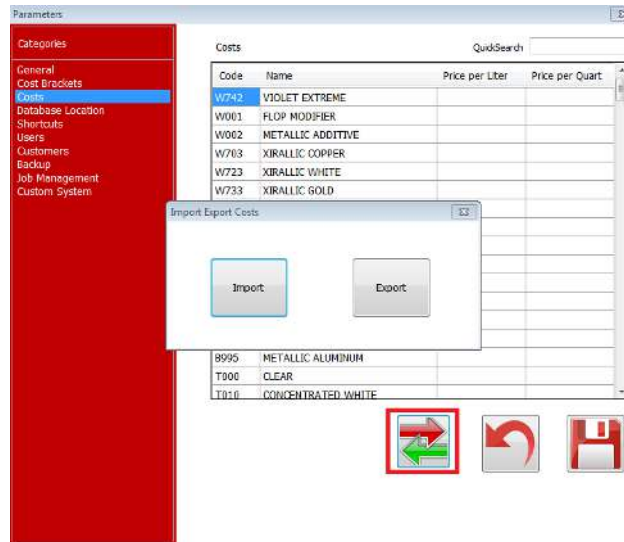 Parameters
Categories
General
Cost Brackets
Costs
Database Location
Shortcuts
Users
Customers
Backup
Job Management
Custom System
Costs QuickSearch
Code Name Price per Liter Price per Quart
W742 VIOLET EXTREME
W001 FLOP MODIFIER
W002 METALLIC ADDITIVE
W703 XIRALLIC COPPER
W723 XIRALLIC WHITE
W733 XIRALLIC GOLD
Import Export Costs
Import Export
8995 METALLIC ALUMINUM
T000 CLEAR
T010 CONCENTRATED WHITE